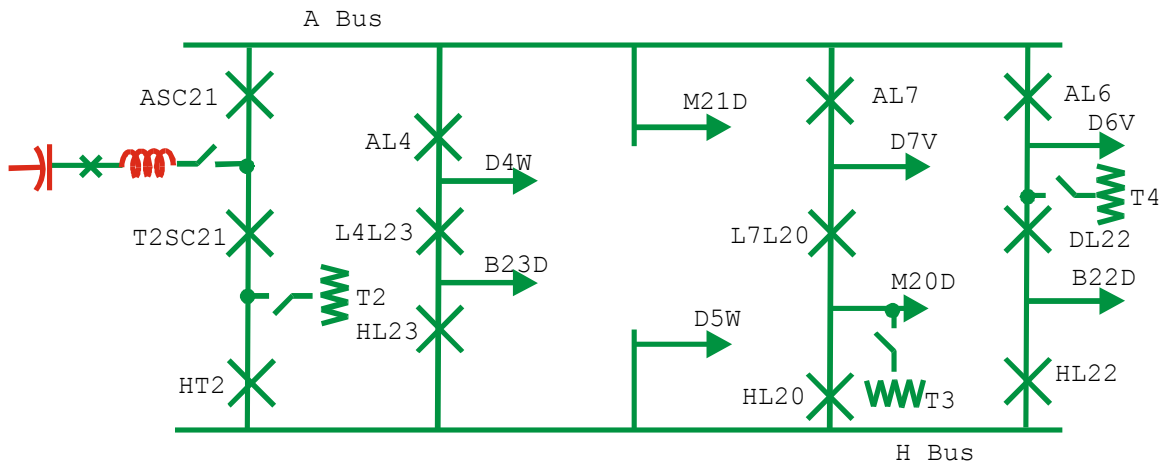 A Bus
ASC21
AL7
AL6
M21D
D6V
AL4
D7V
D4W
T4
T2SC21
L4L23
L7L20
DL22
B23D
M20D
B22D
T2
D5W
HL23
HT2
HL20
T3
HL22
H Bus